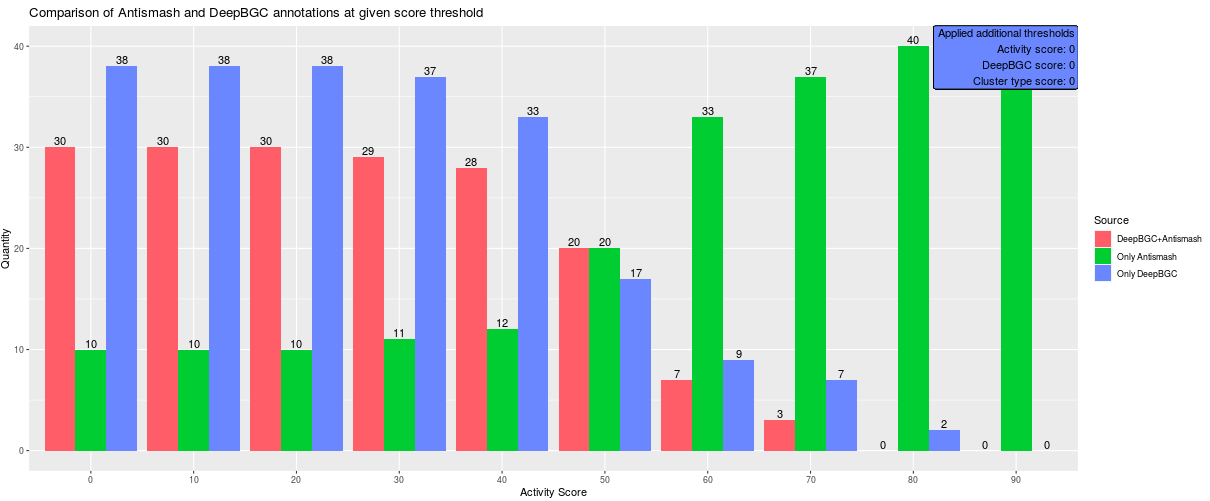 Comparison of Antismash and DeepBGC annotations at given score threshold
Applied additional thresholds
Activity score: 0
DeepBGC score: 0
Cluster type score: 0
Quantity
40
30
20
10
0
30 10 38
30 10 38
30 10 38
29 11 37
28 12 33
20 20 17
7 33 9
3 37 7
0 40 2
0 0
0 10 20 30 40 50 60 70 80 90
Activity Score
Source
DeepBGC+Antismash
Only Antismash
Only DeepBGC